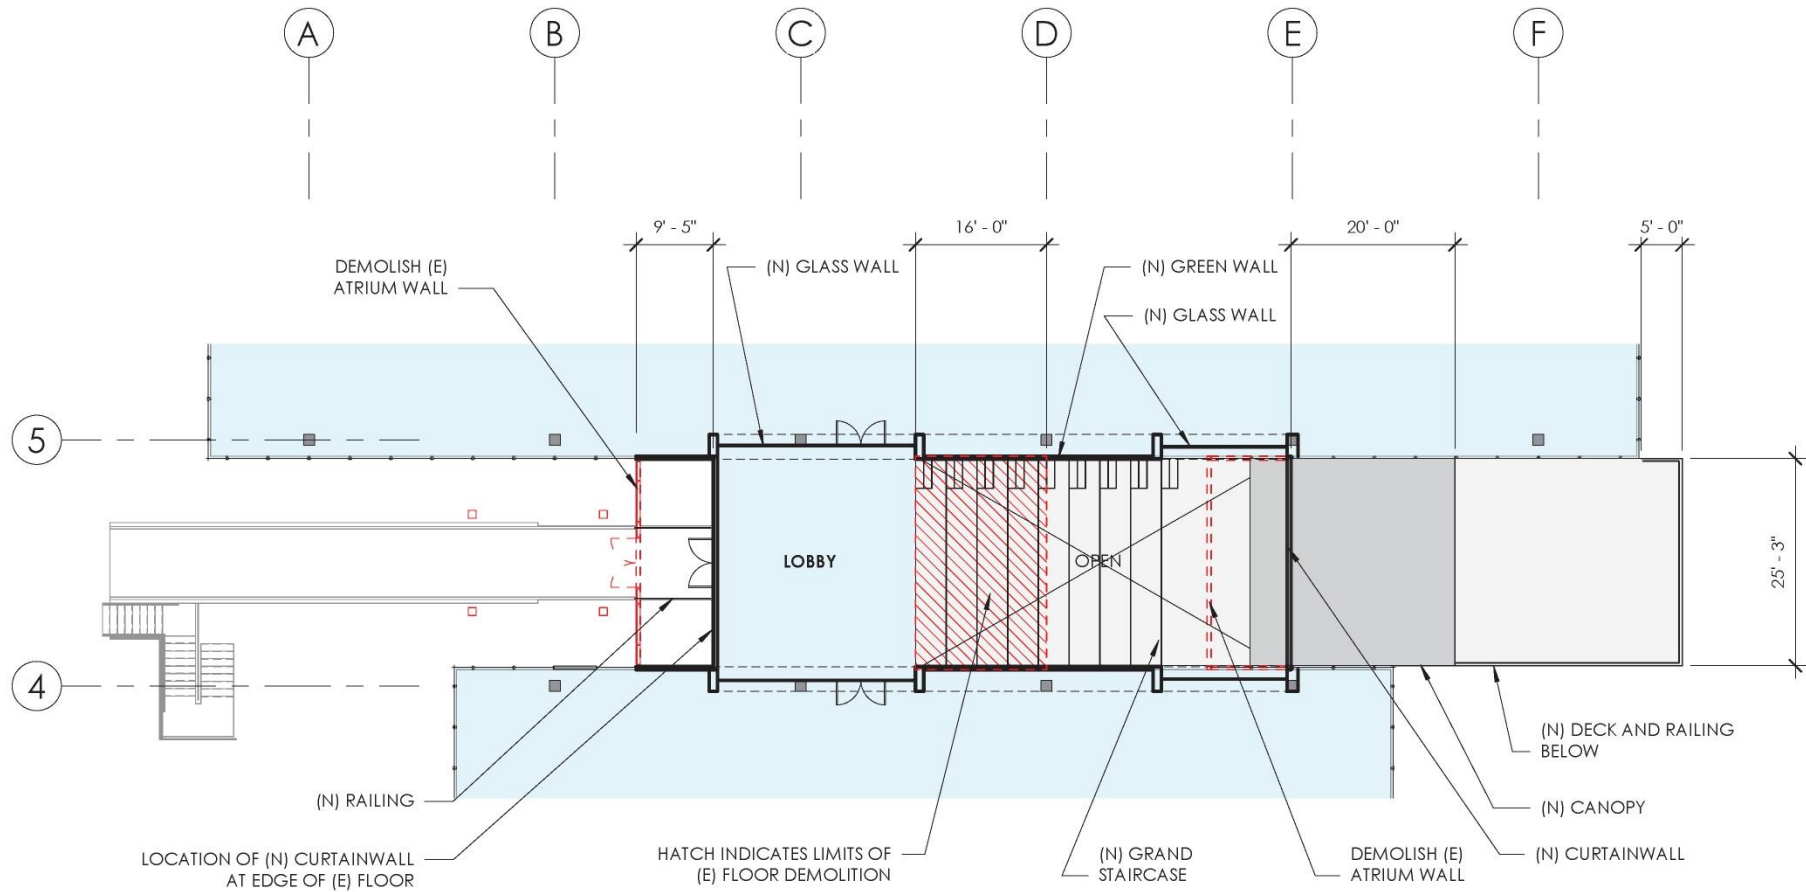 A
B
C
D
E
F
9' - 5"
16' - 0"
20' - 0"
5' - 0"
DEMOLISH (E)
ATRIUM WALL
(N) GLASS WALL
(N) GREEN WALL
(N) GLASS WALL
5
LOBBY
OPEN
25' - 3"
4
(N) DECK AND RAILING
BELOW
(N) RAILING
(N) CANOPY
LOCATION OF (N) CURTAINWALL
AT EDGE OF (E) FLOOR
HATCH INDICATES LIMITS OF
(E) FLOOR DEMOLITION
(N) GRAND
STAIRCASE
DEMOLISH (E)
ATRIUM WALL
(N) CURTAINWALL